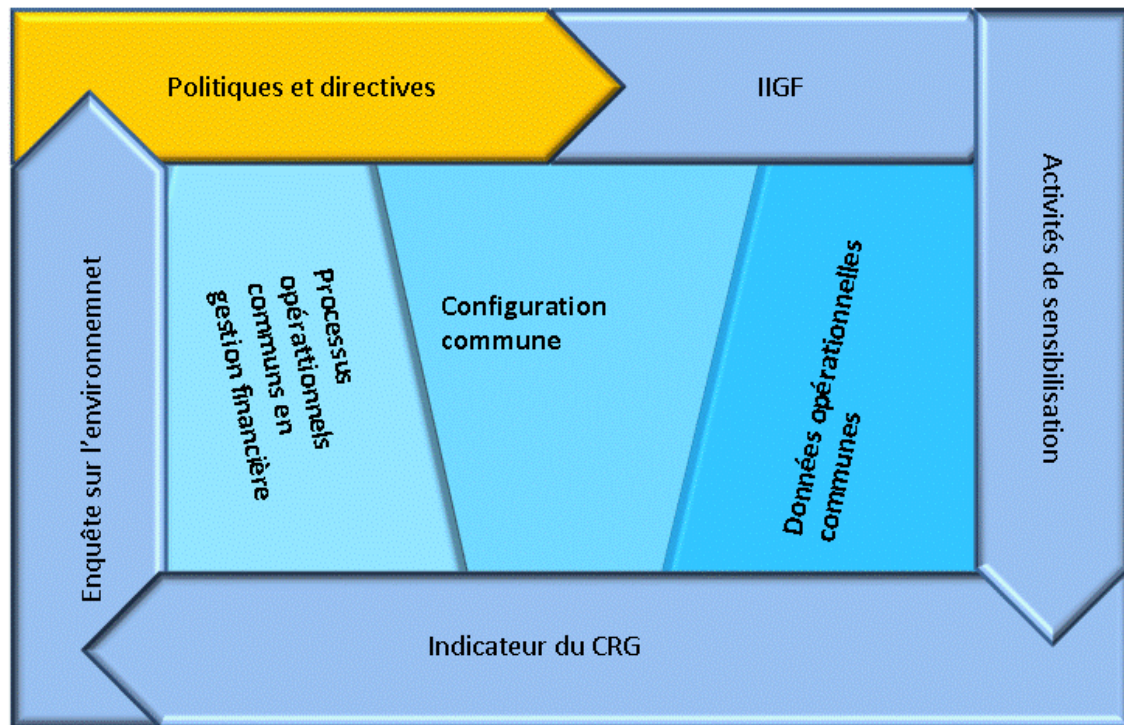 Politiques et directives
IIGF
Activités de sensibilisation
Indicateur du CRG
Enquête sur l'environnemnet
Processus
opérattionnels
communs en
gestion financière
Configuration
commune
Données opérationnelles
communes